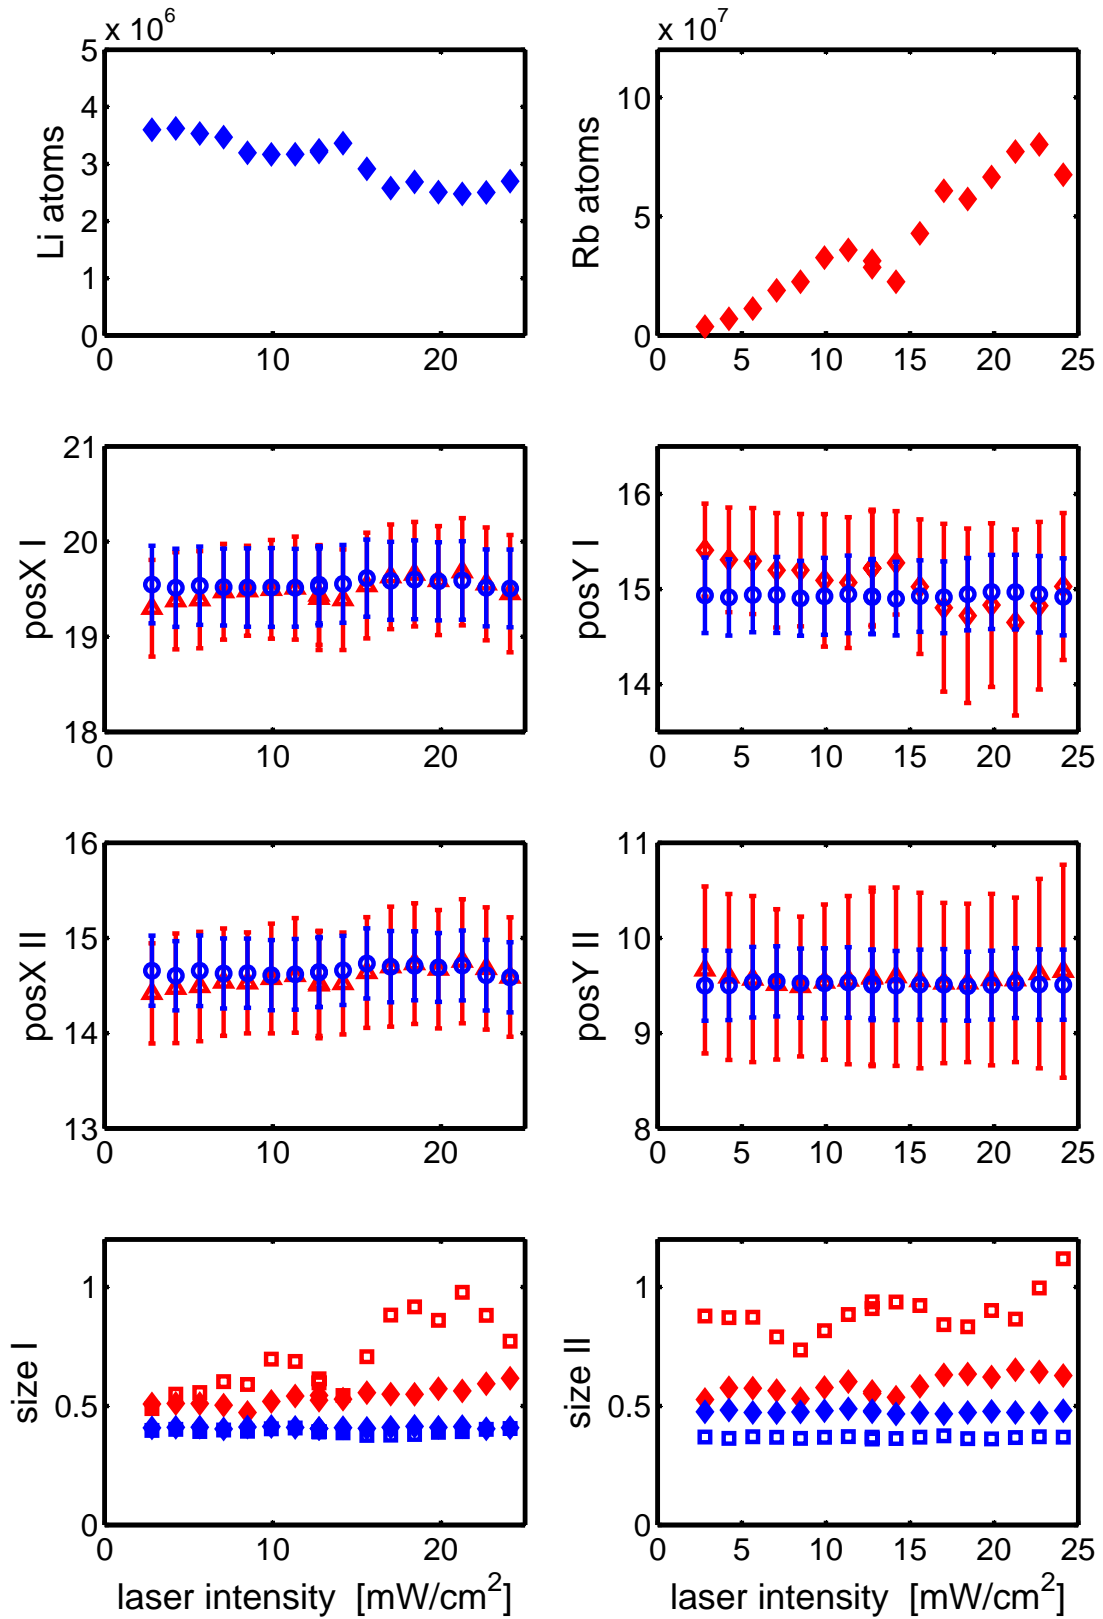 x 10^6
5
4
3
2
1
0
0 10 20
Li atoms
x 10^7
10
5
0
0 5 10 15 20 25
Rb atoms
21
20
19
18
0 10 20
posX I
16
15
14
0 5 10 15 20 25
posY I
16
15
14
13
0 10 20
posX II
11
10
9
8
0 5 10 15 20 25
posY II
1
0.5
0
0 10 20
size I
laser intensity [mW/cm^2]
1
0.5
0
0 5 10 15 20 25
size II
laser intensity [mW/cm^2]